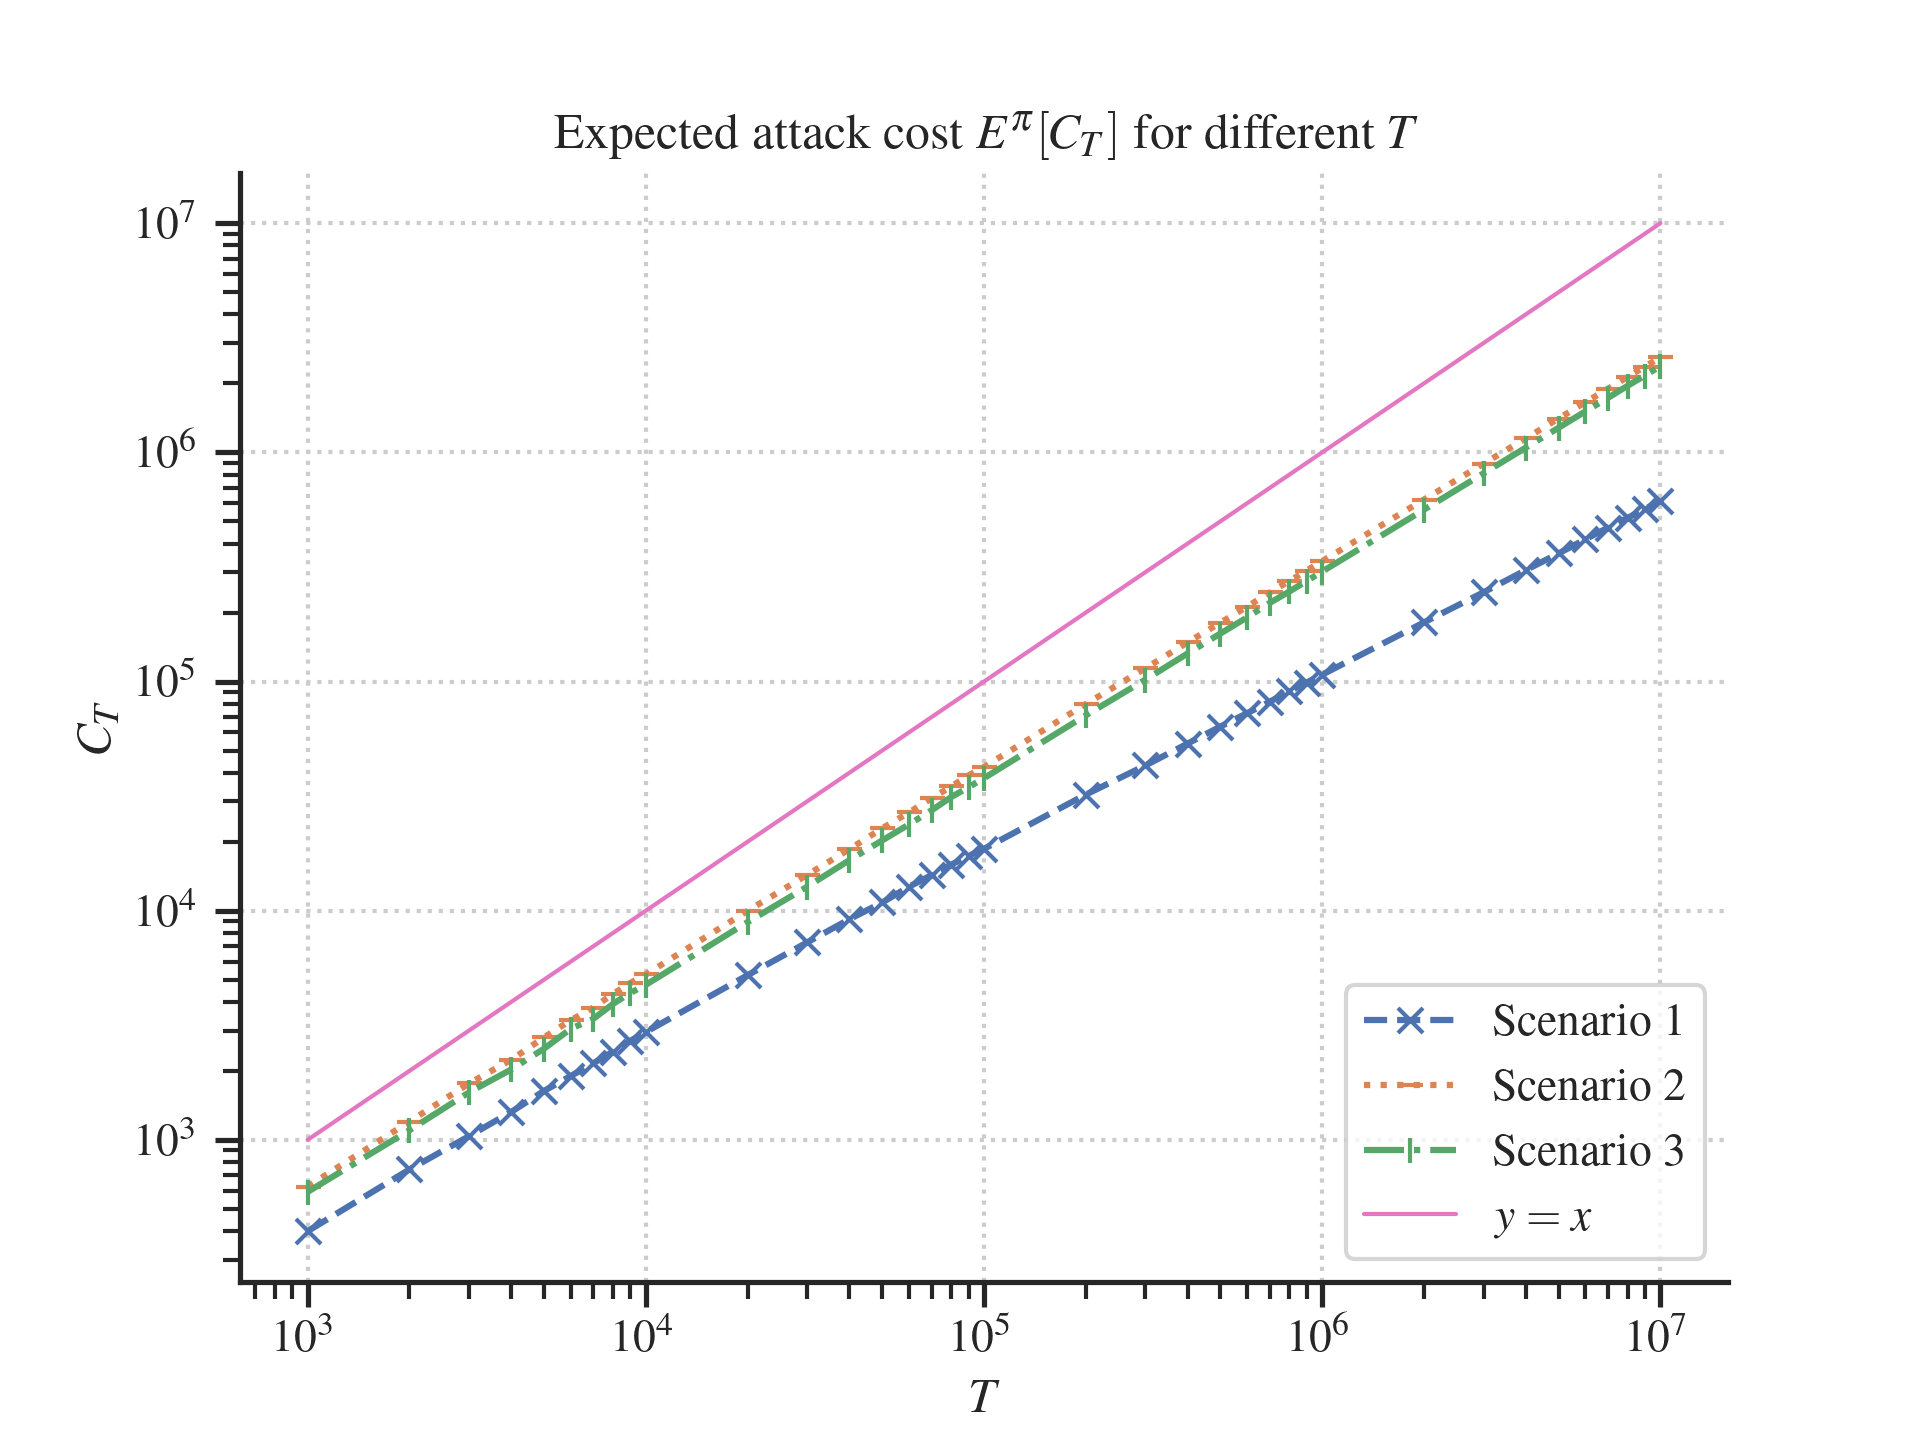 Expected attack cost $E^{\pi}[C_T]$ for different $T$
$C_T$
$10^7$
$10^6$
$10^5$
$10^4$
$10^3$
$10^3$ $10^4$ $10^5$ $10^6$ $10^7$
$T$
Scenario 1
Scenario 2
Scenario 3
$y = x$